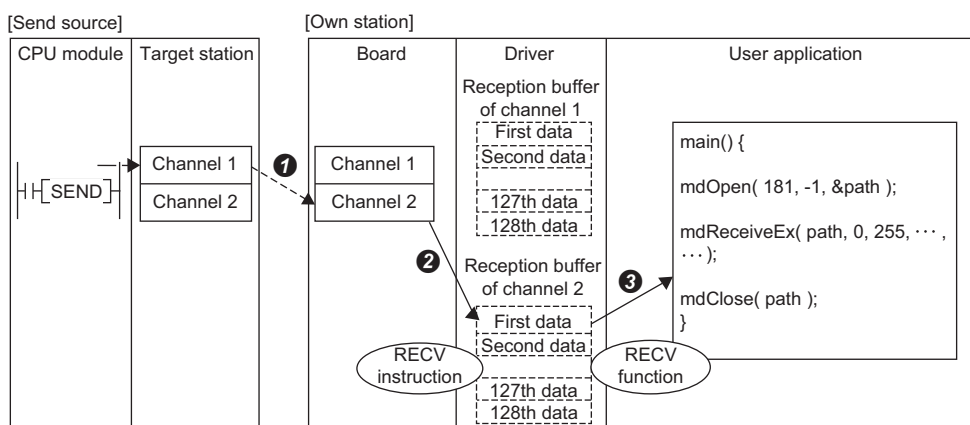 [Send source]
[Own station]
CPU module
Target station
Board
Driver
User application
Reception buffer
of channel 1
First data
Second data
127th data
128th data
SEND
Channel 1
Channel 2
❶
Channel 1
Channel 2
❷
Reception buffer
of channel 2
First data
Second data
127th data
128th data
RECV
instruction
❸
RECV
function
main() {
mdOpen( 181, -1, &path );
mdReceiveEx( path, 0, 255, ··· ,
··· );
mdClose( path );
}